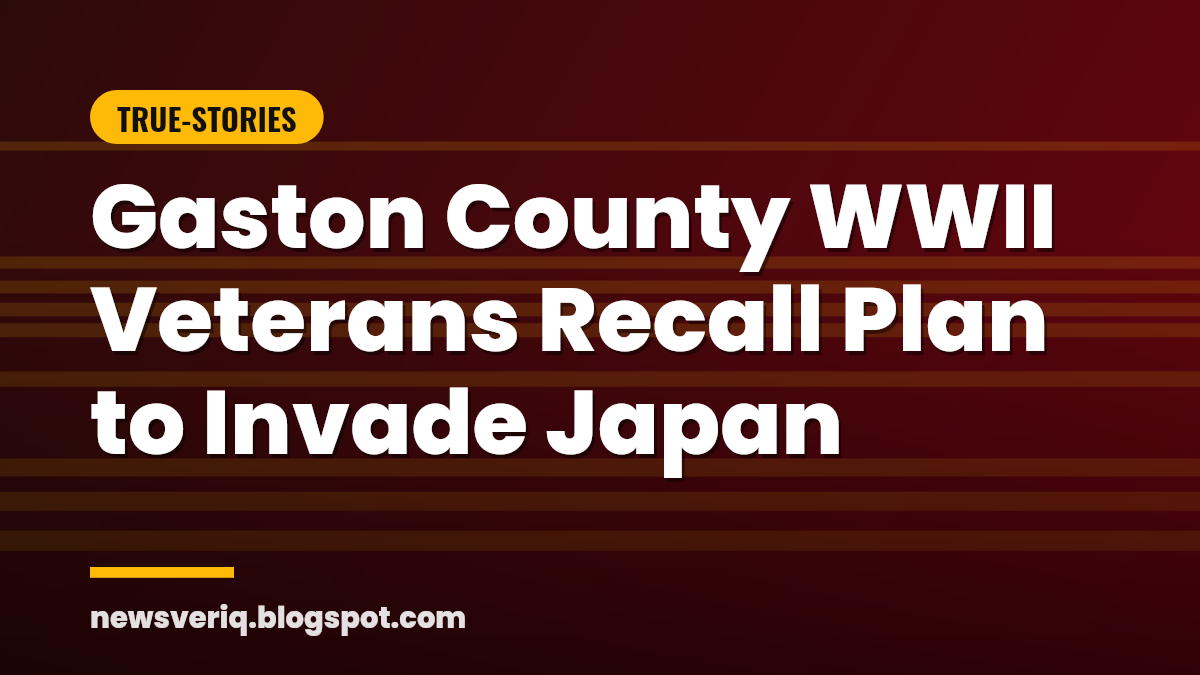 TRUE-STORIES
Gaston County WWII
Veterans Recall Plan
to Invade Japan
newsveriq.blogspot.com